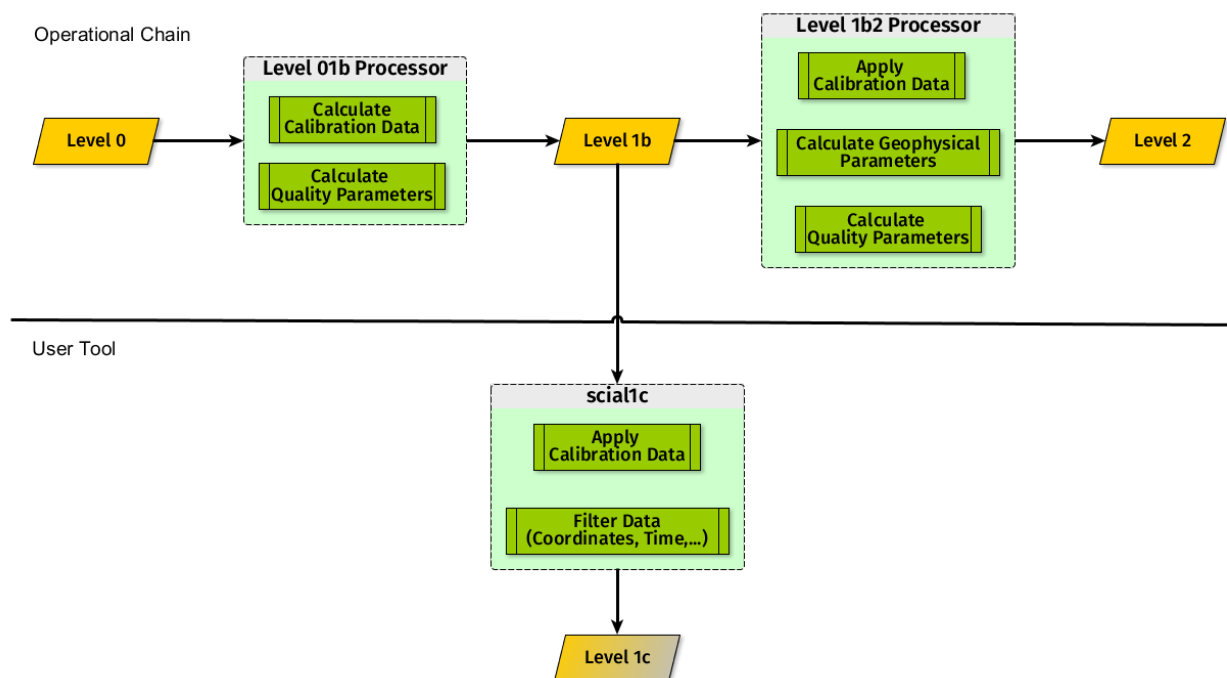 Operational Chain
Level 01b Processor
Calculate
Calibration Data
Calculate
Quality Parameters
Level 0
Level 1b
Level 1b2 Processor
Apply
Calibration Data
Calculate Geophysical
Parameters
Calculate
Quality Parameters
Level 2
User Tool
scial1c
Apply
Calibration Data
Filter Data
(Coordinates, Time,...)
Level 1c